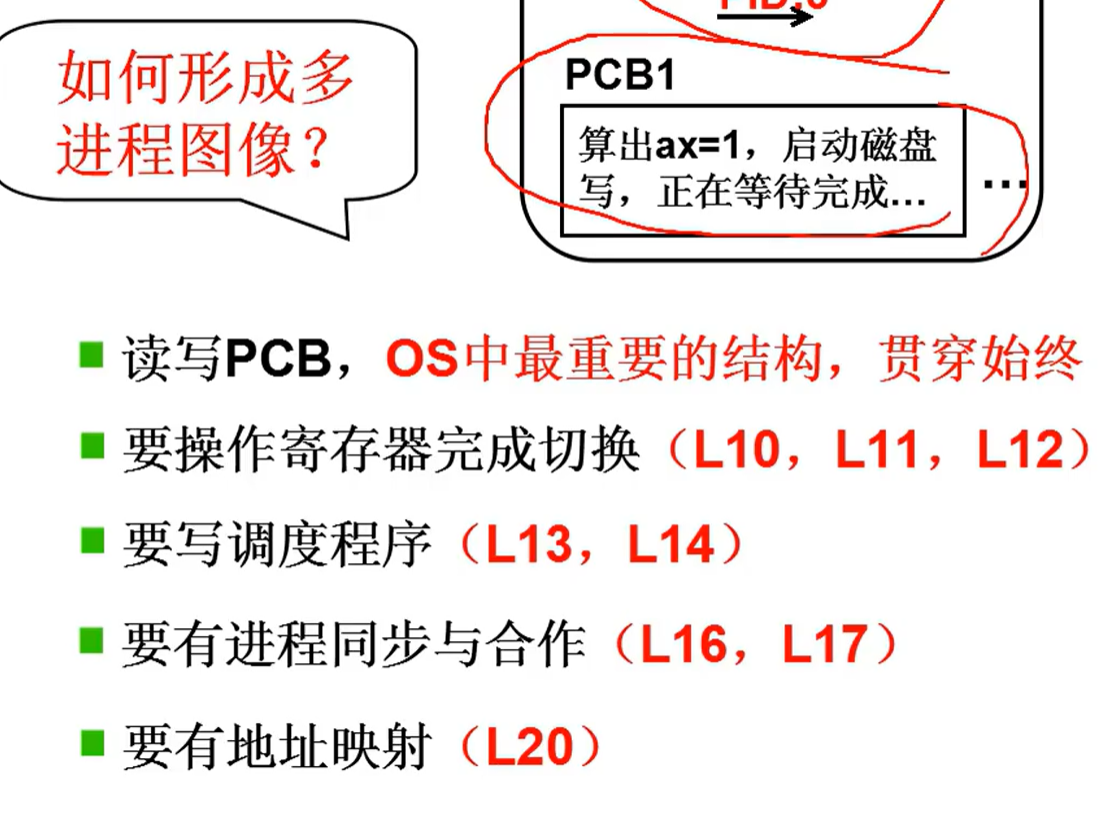 如何形成多
进程图像？
PCB1
算出ax=1，启动磁盘
写，正在等待完成…
…
读写PCB，OS中最重要的结构，贯穿始终
要操作寄存器完成切换（L10，L11，L12）
要写调度程序（L13，L14）
要有进程同步与合作（L16，L17）
要有地址映射（L20）